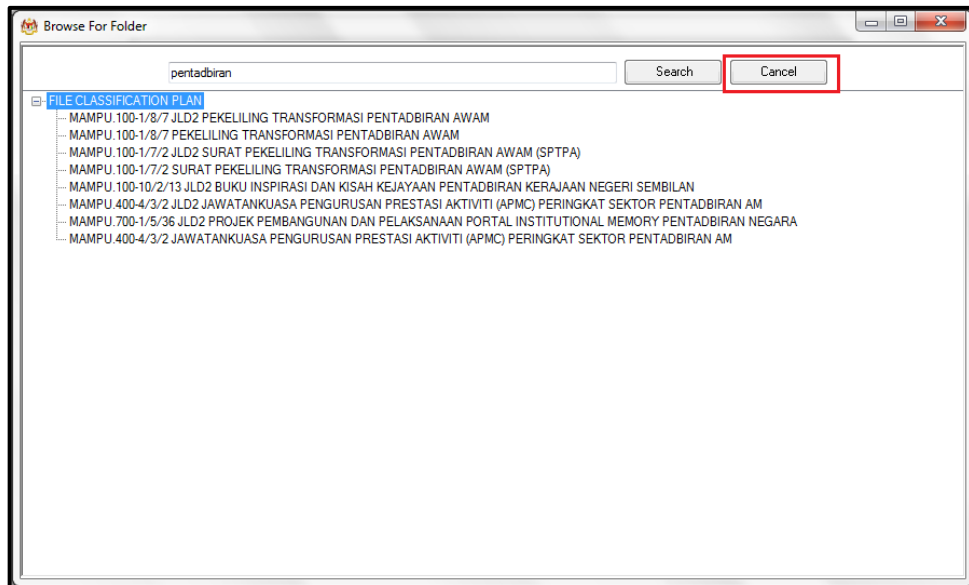 Browse For Folder
pentadbiran Search Cancel
FILE CLASSIFICATION PLAN
MAMPU.100-1/8/7 JLD2 PEKELILING TRANSFORMASI PENTADBIRAN AWAM
MAMPU.100-1/8/7 PEKELILING TRANSFORMASI PENTADBIRAN AWAM
MAMPU.100-1/7/2 JLD2 SURAT PEKELILING TRANSFORMASI PENTADBIRAN AWAM (SPTPA)
MAMPU.100-1/7/2 SURAT PEKELILING TRANSFORMASI PENTADBIRAN AWAM (SPTPA)
MAMPU.100-10/2/13 JLD2 BUKU INSPIRASI DAN KISAH KEJAYAAN PENTADBIRAN KERAJAAN NEGERI SEMBILAN
MAMPU.400-4/3/2 JLD2 JAWATANKUASA PENGURUSAN PRESTASI AKTIVITI (APMC) PERINGKAT SEKTOR PENTADBIRAN AM
MAMPU.700-1/5/36 JLD2 PROJEK PEMBANGUNAN DAN PELAKSANAAN PORTAL INSTITUTIONAL MEMORY PENTADBIRAN NEGARA
MAMPU.400-4/3/2 JAWATANKUASA PENGURUSAN PRESTASI AKTIVITI (APMC) PERINGKAT SEKTOR PENTADBIRAN AM